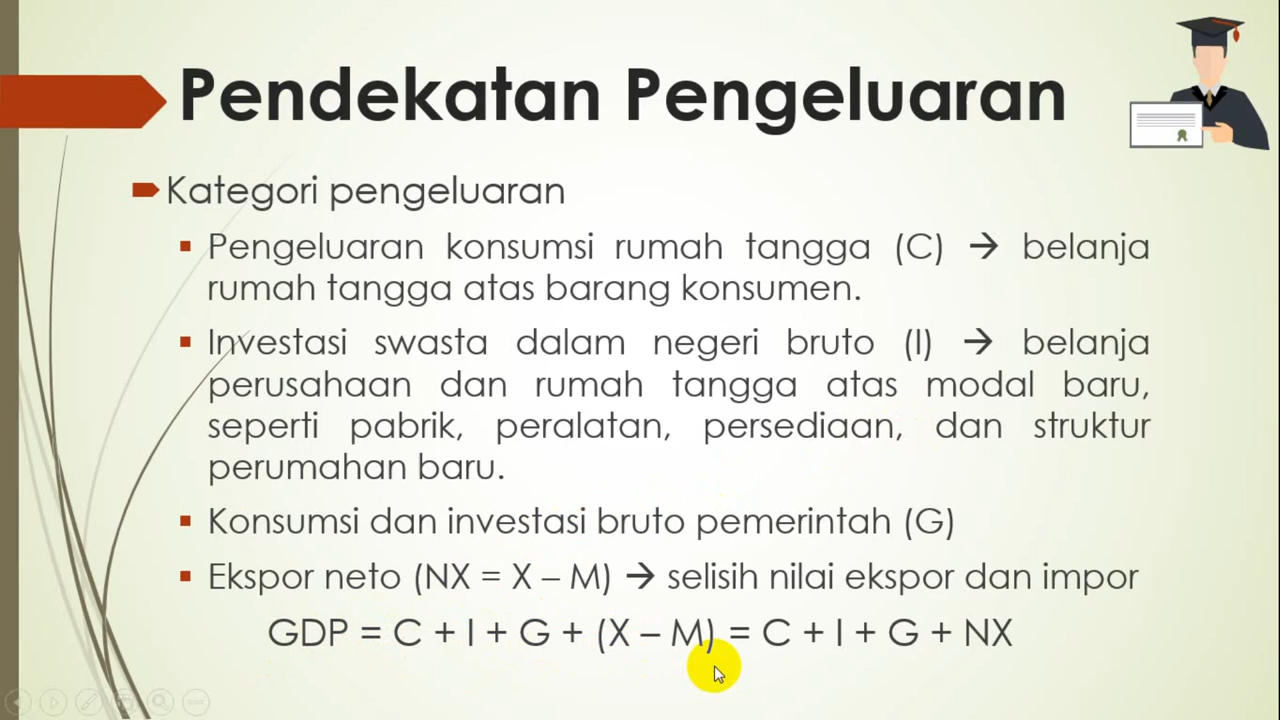 Pendekatan Pengeluaran
Kategori pengeluaran
Pengeluaran konsumsi rumah tangga (C) → belanja
rumah tangga atas barang konsumen.
Investasi swasta dalam negeri bruto (I) → belanja
perusahaan dan rumah tangga atas modal baru,
seperti pabrik, peralatan, persediaan, dan struktur
perumahan baru.
Konsumsi dan investasi bruto pemerintah (G)
Ekspor neto (NX = X – M) → selisih nilai ekspor dan impor
GDP = C + I + G + (X – M) = C + I + G + NX